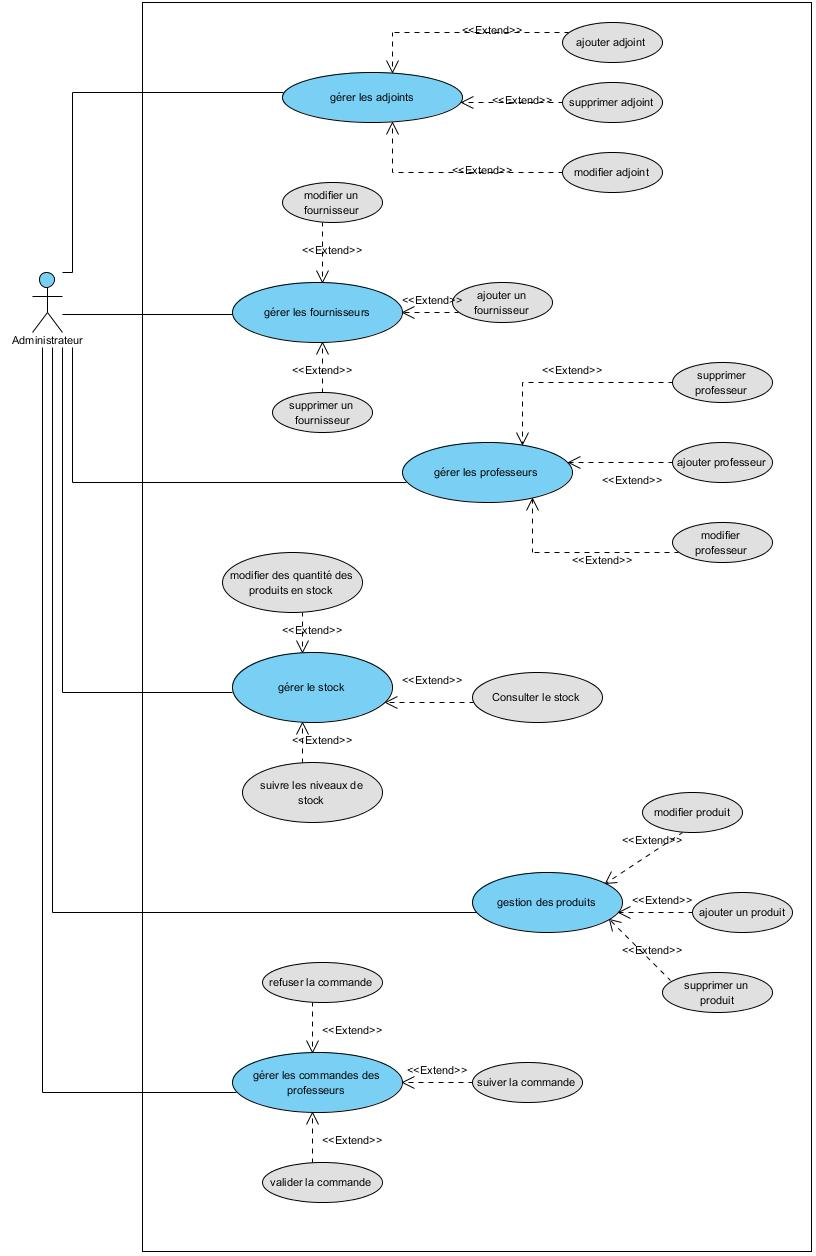 <<Extend>>
ajouter adjoint
gérer les adjoints
<<Extend>>
supprimer adjoint
<<Extend>>
modifier adjoint
modifier un
fournisseur
<<Extend>>
gérer les fournisseurs
<<Extend>>
ajouter un
fournisseur
Administrateur
<<Extend>>
supprimer un
fournisseur
<<Extend>>
supprimer
professeur
gérer les professeurs
ajouter professeur
<<Extend>>
modifier
professeur
<<Extend>>
modifier des quantité des
produits en stock
<<Extend>>
gérer le stock
<<Extend>>
Consulter le stock
<<Extend>>
suivre les niveaux de
stock
modifier produit
<<Extend>>
gestion des produits
<<Extend>>
ajouter un produit
<<Extend>>
supprimer un
produit
refuser la commande
<<Extend>>
gérer les commandes des
professeurs
<<Extend>>
suiver la commande
<<Extend>>
valider la commande